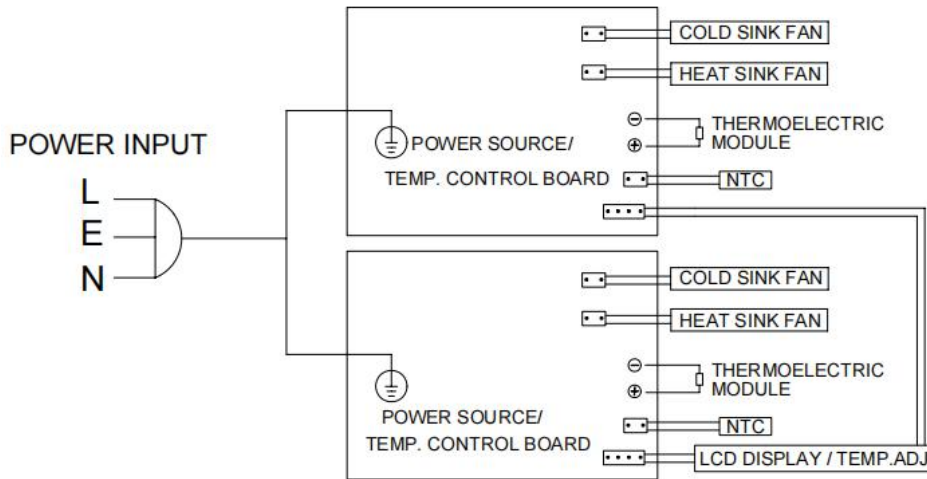 POWER INPUT
L
E
N
COLD SINK FAN
HEAT SINK FAN
THERMOELECTRIC
MODULE
POWER SOURCE/
TEMP. CONTROL BOARD
NTC
COLD SINK FAN
HEAT SINK FAN
THERMOELECTRIC
MODULE
POWER SOURCE/
TEMP. CONTROL BOARD
NTC
LCD DISPLAY / TEMP.ADJ